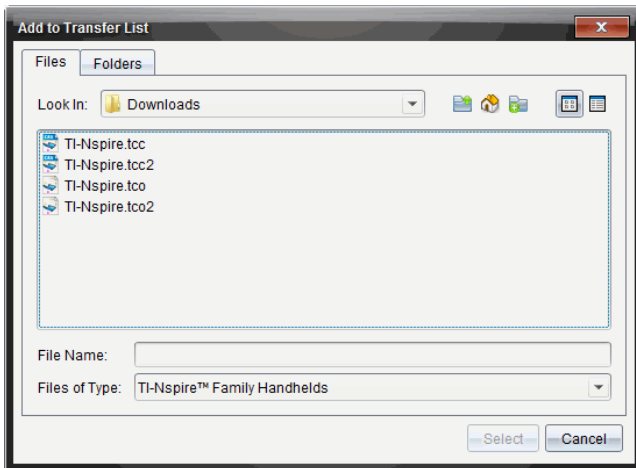 Add to Transfer List
Files Folders
Look In: Downloads
TI-Nspire.tcc
TI-Nspire.tcc2
TI-Nspire.tco
TI-Nspire.tco2
File Name:
Files of Type: TI-Nspire™ Family Handhelds
Select Cancel